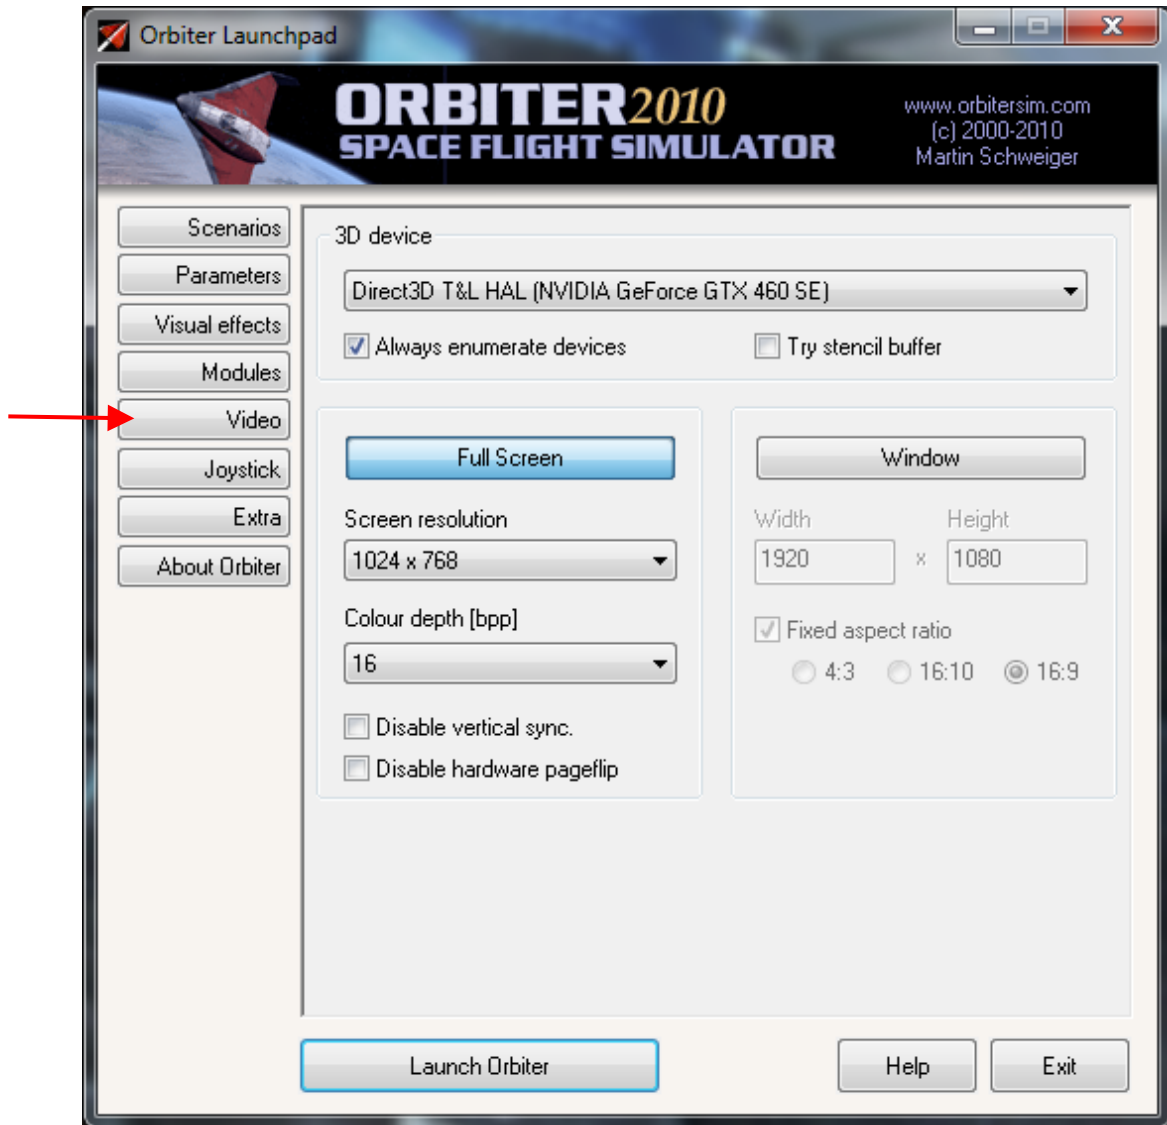 Orbiter Launchpad
ORBITER2010
SPACE FLIGHT SIMULATOR
www.orbitersim.com
(c) 2000-2010
Martin Schweiger
Scenarios
Parameters
Visual effects
Modules
Video
Joystick
Extra
About Orbiter
3D device
Direct3D T&L HAL (NVIDIA GeForce GTX 460 SE)
Always enumerate devices
Try stencil buffer
Full Screen
Screen resolution
1024 x 768
Colour depth [bpp]
16
Disable vertical sync.
Disable hardware pageflip
Window
Width Height
1920 x 1080
Fixed aspect ratio
4:3 16:10 16:9
Launch Orbiter
Help
Exit